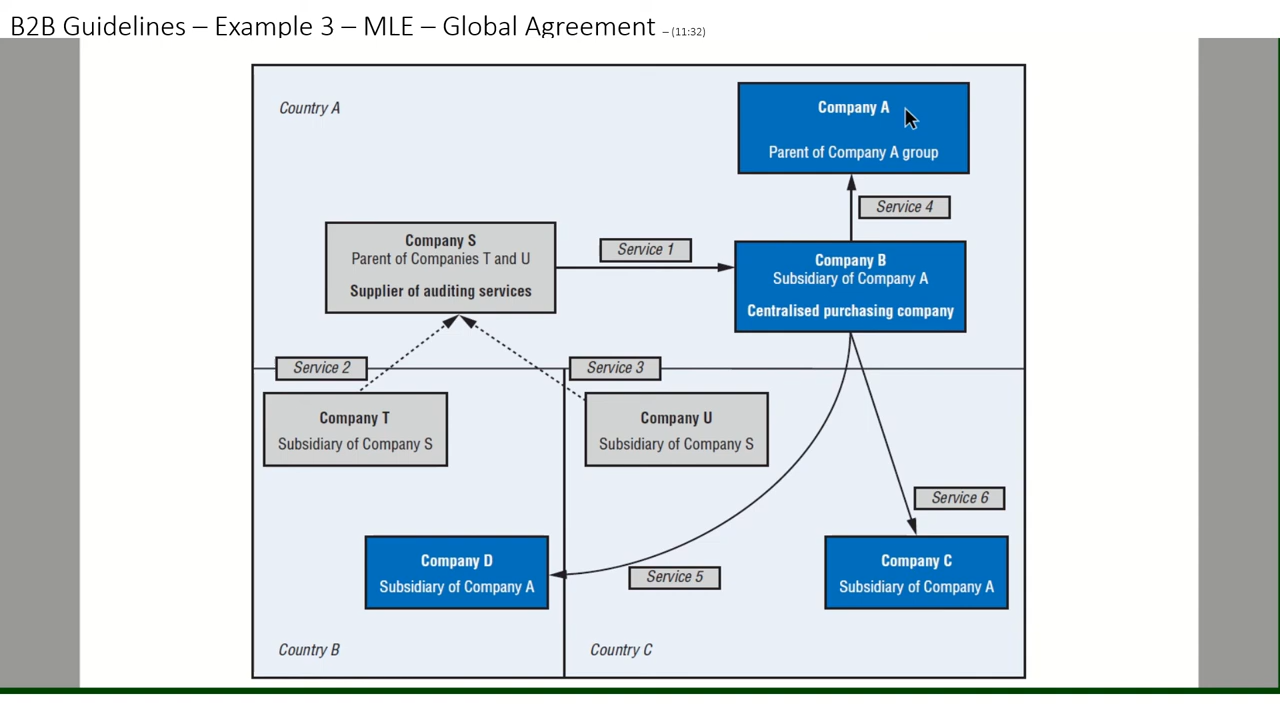 B2B Guidelines – Example 3 – MLE – Global Agreement – (11:32)
Country A
Company A
Parent of Company A group
Service 4
Company S
Parent of Companies T and U
Supplier of auditing services
Service 1
Company B
Subsidiary of Company A
Centralised purchasing company
Service 2
Service 3
Company T
Subsidiary of Company S
Company U
Subsidiary of Company S
Service 6
Company D
Subsidiary of Company A
Service 5
Company C
Subsidiary of Company A
Country B
Country C